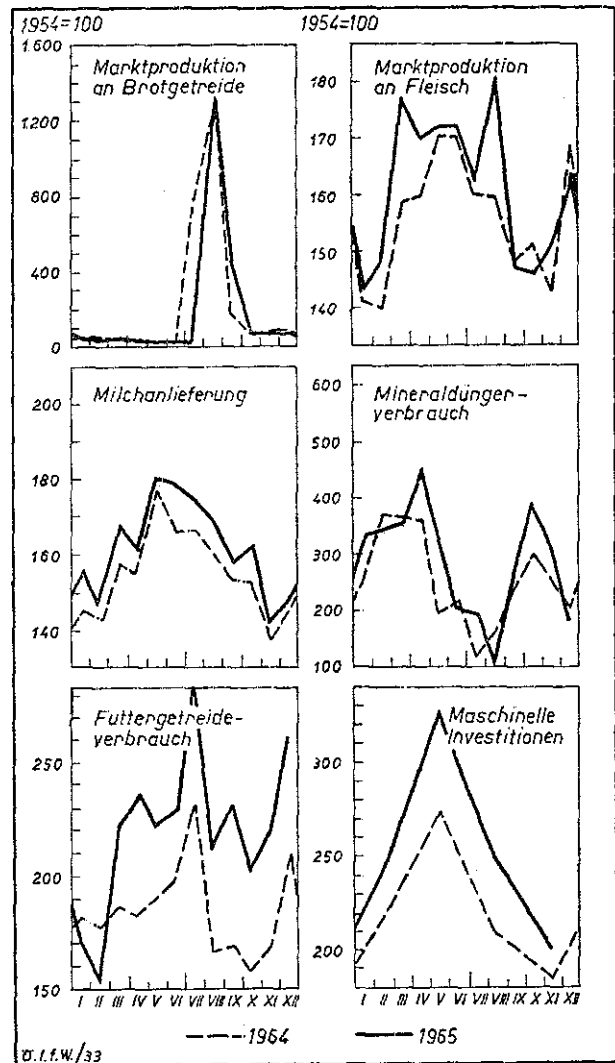 1954=100 1954=100
1.600
1.200
800
400
0
Marktproduktion
an Brotgetreide
180
170
160
150
140
Marktproduktion
an Fleisch
200
180
160
140
Milchanlieferung
600
500
400
300
200
100
Mineraldünger-
verbrauch
250
200
150
Futtergetreide-
verbrauch
300
250
200
Maschinelle
Investitionen
I II III IV V VI VII VIII IX X XI XII
I II III IV V VI VII VIII IX X XI XII
1964 1965
Ö.I.f.W./33